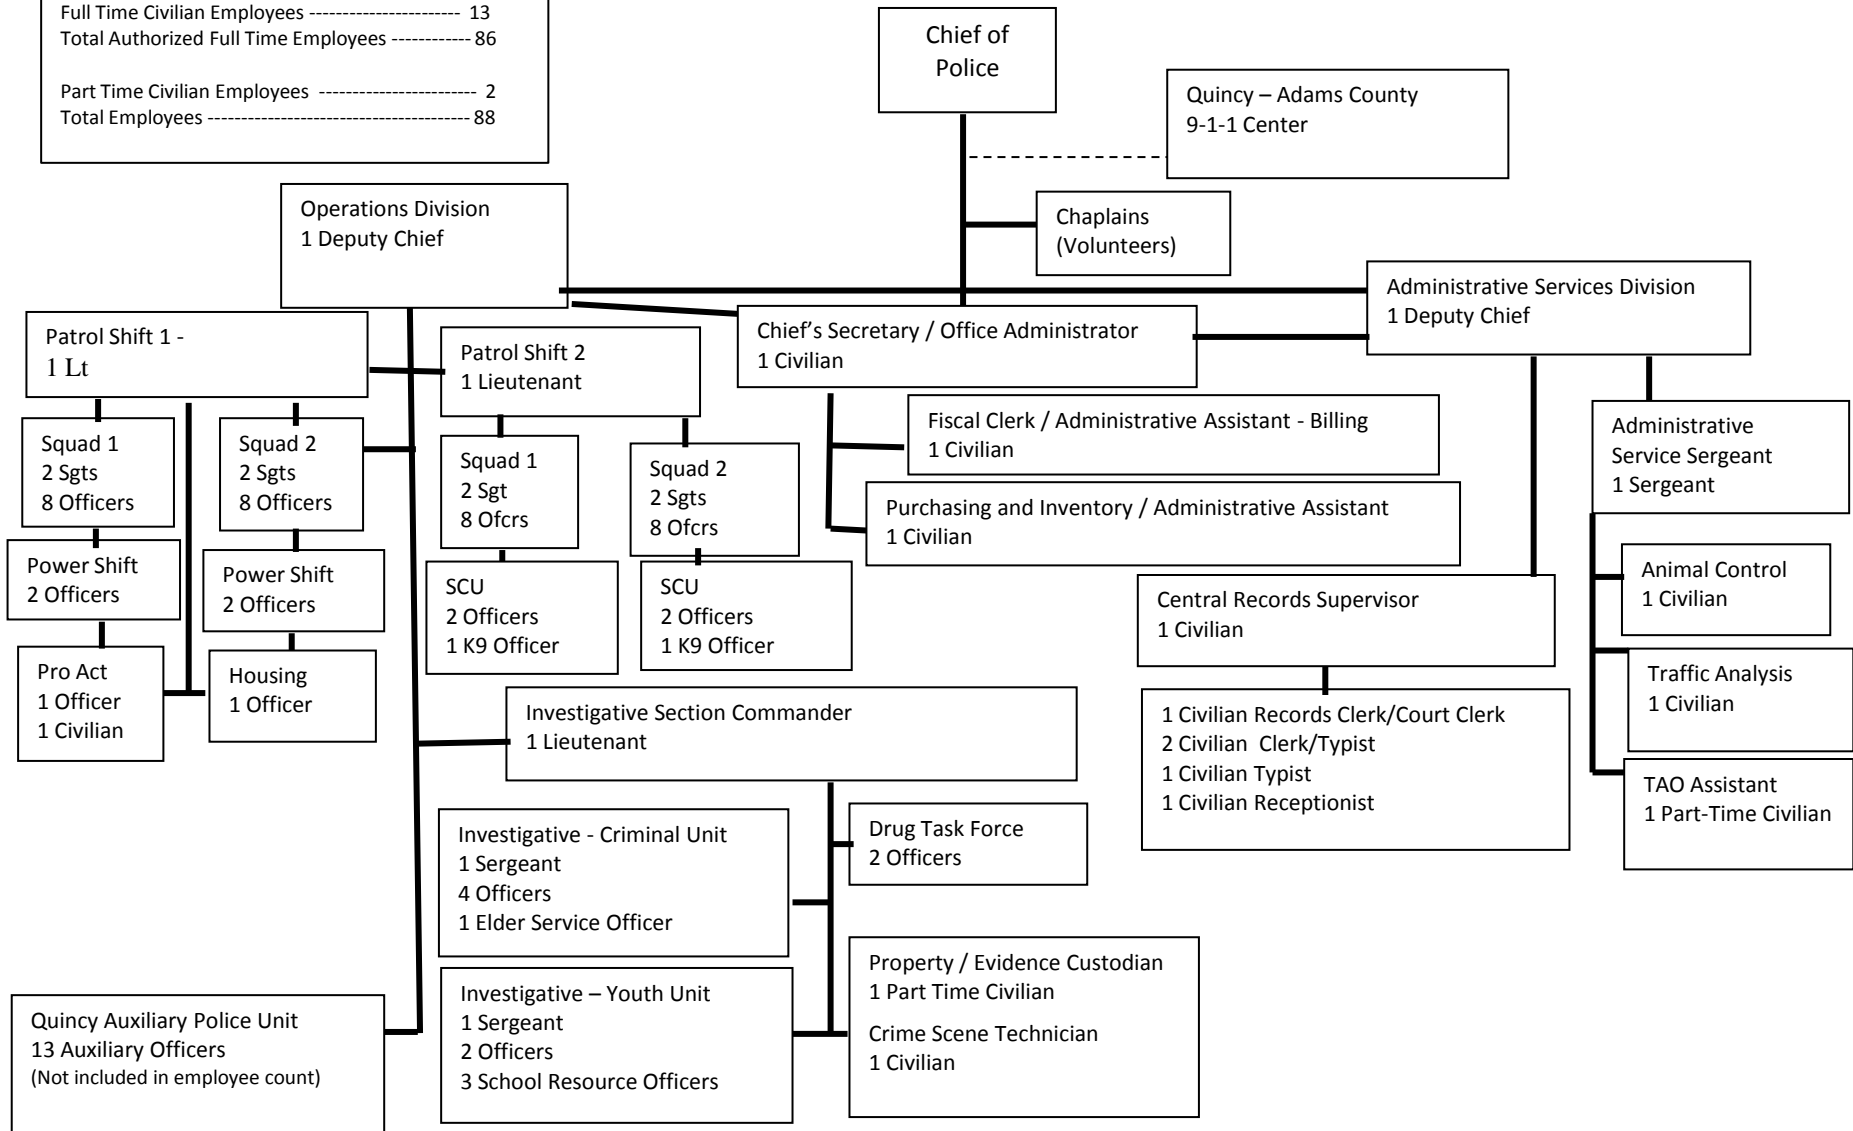 Full Time Civilian Employees ---------------------- 13
Total Authorized Full Time Employees ------------ 86
Part Time Civilian Employees ----------------------- 2
Total Employees -------------------------------------- 88
Chief of
Police
Quincy – Adams County
9-1-1 Center
Chaplains
(Volunteers)
Operations Division
1 Deputy Chief
Administrative Services Division
1 Deputy Chief
Chief's Secretary / Office Administrator
1 Civilian
Patrol Shift 1 -
1 Lt
Patrol Shift 2
1 Lieutenant
Squad 1
2 Sgts
8 Officers
Squad 2
2 Sgts
8 Officers
Squad 1
2 Sgt
8 Ofcrs
Squad 2
2 Sgts
8 Ofcrs
Fiscal Clerk / Administrative Assistant - Billing
1 Civilian
Purchasing and Inventory / Administrative Assistant
1 Civilian
Administrative
Service Sergeant
1 Sergeant
Power Shift
2 Officers
Power Shift
2 Officers
SCU
2 Officers
1 K9 Officer
SCU
2 Officers
1 K9 Officer
Central Records Supervisor
1 Civilian
Animal Control
1 Civilian
Pro Act
1 Officer
1 Civilian
Housing
1 Officer
Traffic Analysis
1 Civilian
Investigative Section Commander
1 Lieutenant
1 Civilian Records Clerk/Court Clerk
2 Civilian  Clerk/Typist
1 Civilian Typist
1 Civilian Receptionist
TAO Assistant
1 Part-Time Civilian
Investigative - Criminal Unit
1 Sergeant
4 Officers
1 Elder Service Officer
Drug Task Force
2 Officers
Property / Evidence Custodian
1 Part Time Civilian
Crime Scene Technician
1 Civilian
Investigative – Youth Unit
1 Sergeant
2 Officers
3 School Resource Officers
Quincy Auxiliary Police Unit
13 Auxiliary Officers
(Not included in employee count)